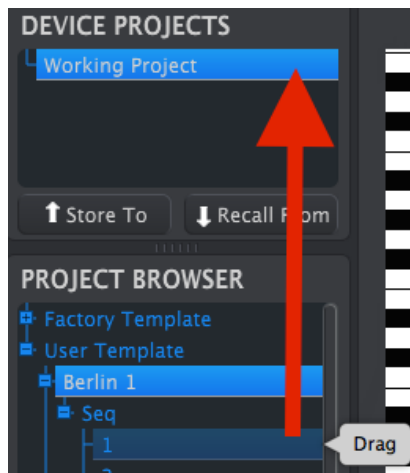 DEVICE PROJECTS
Working Project
Store To
Recall From
PROJECT BROWSER
Factory Template
User Template
Berlin 1
Seq
1
Drag
2